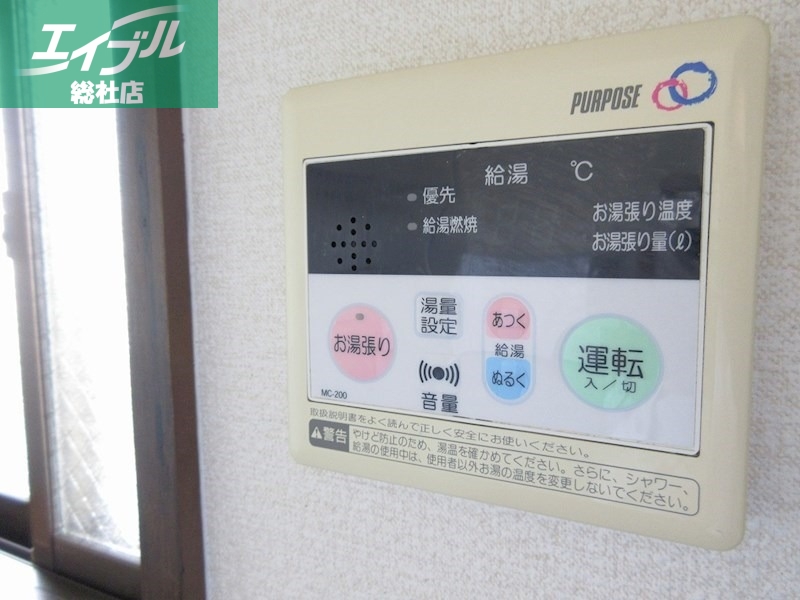 エイブル
総社店
PURPOSE
給湯 ℃
優先
給湯燃焼
お湯張り温度
お湯張り量(ℓ)
お湯張り
湯量
設定
音量
あつく
給湯
ぬるく
運転
入／切
MC-200
取扱説明書をよく読んで正しく安全にお使いください。
警告
やけど防止のため、湯温を確かめてください。さらに、シャワー、
給湯の使用中は、使用者以外お湯の温度を変更しないでください。